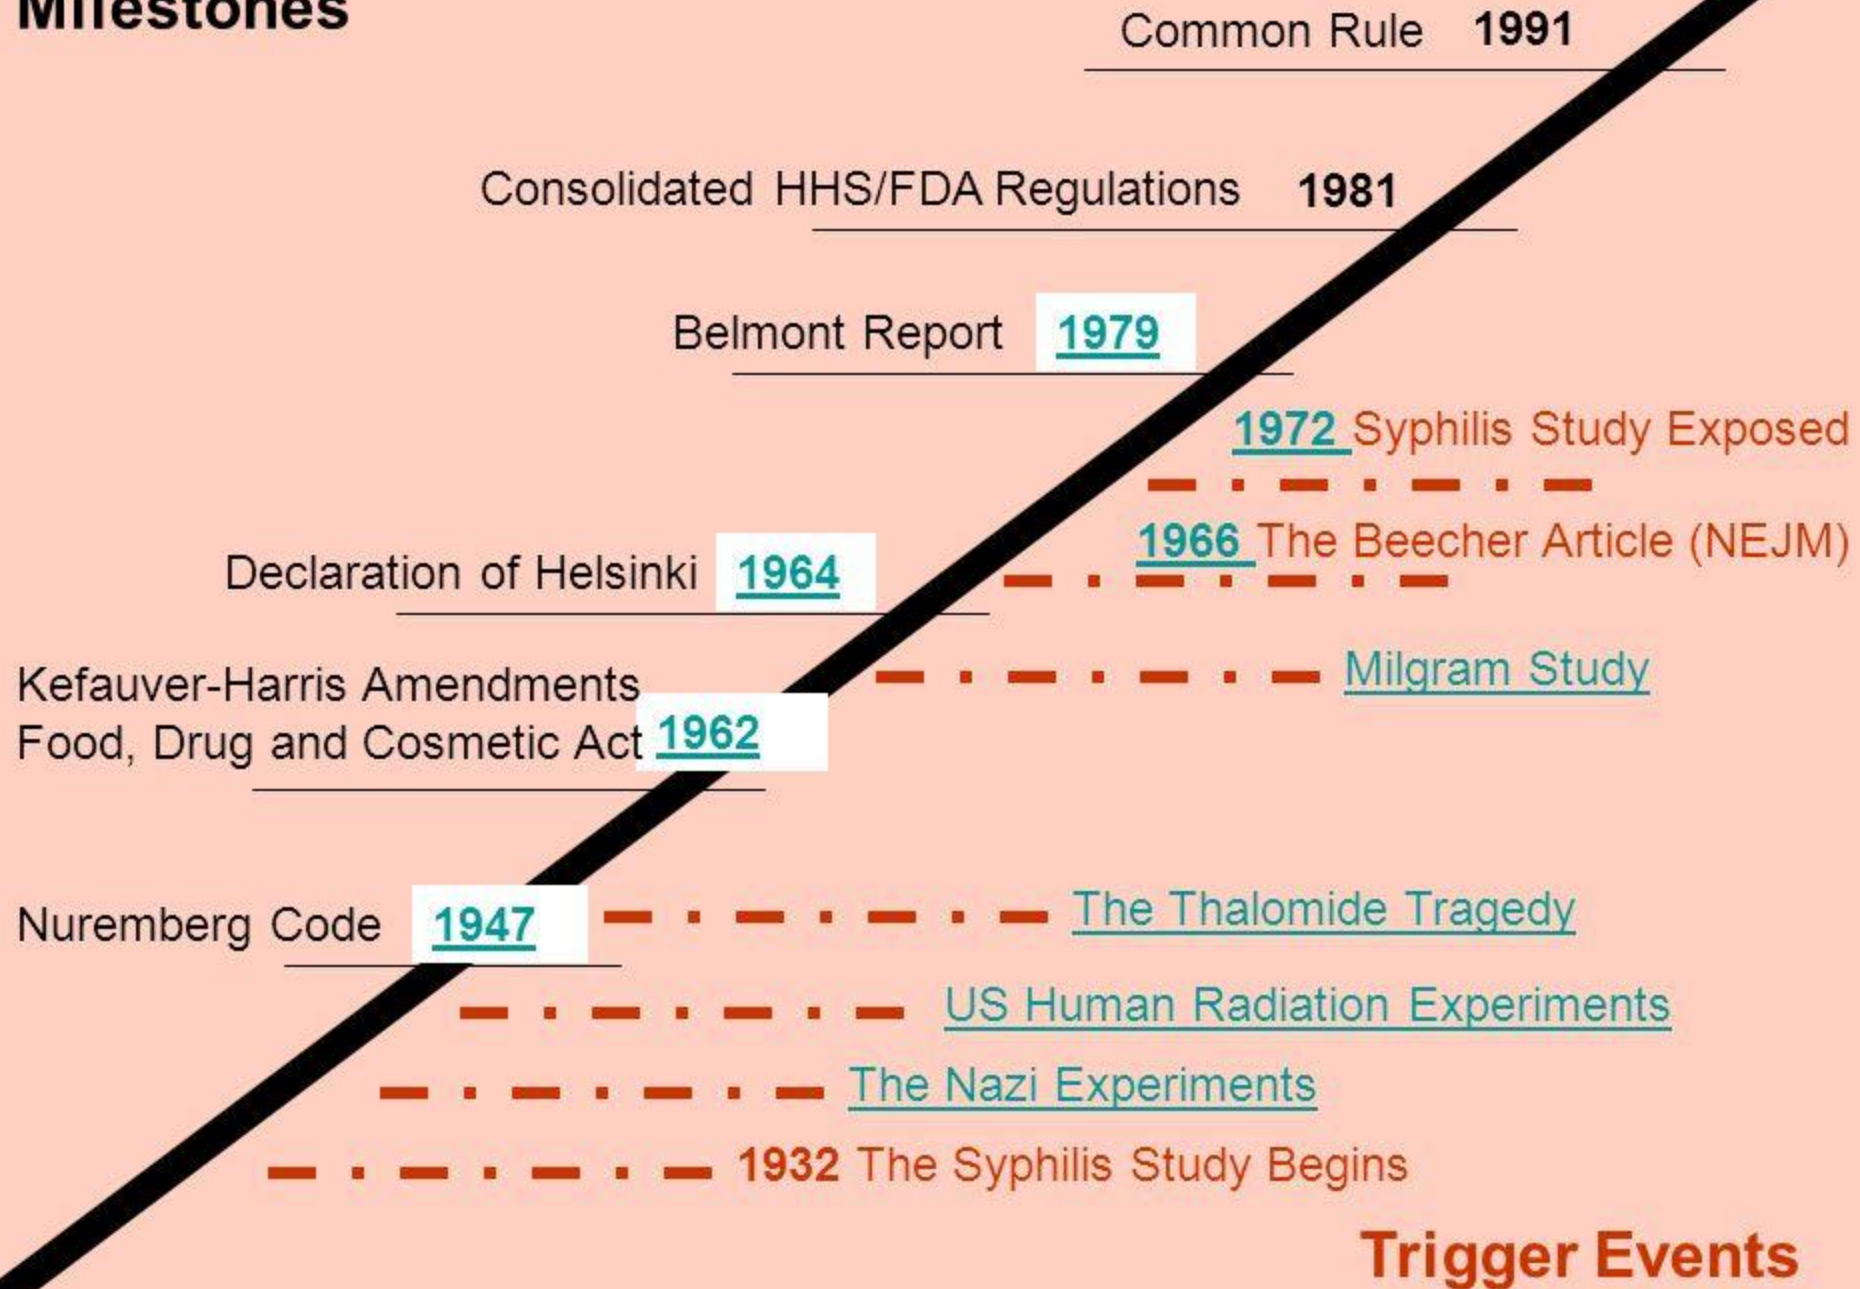 Milestones
Common Rule 1991
Consolidated HHS/FDA Regulations 1981
Belmont Report 1979
1972 Syphilis Study Exposed
1966 The Beecher Article (NEJM)
Declaration of Helsinki 1964
Milgram Study
Kefauver-Harris Amendments
Food, Drug and Cosmetic Act 1962
The Thalomide Tragedy
Nuremberg Code 1947
US Human Radiation Experiments
The Nazi Experiments
1932 The Syphilis Study Begins
Trigger Events